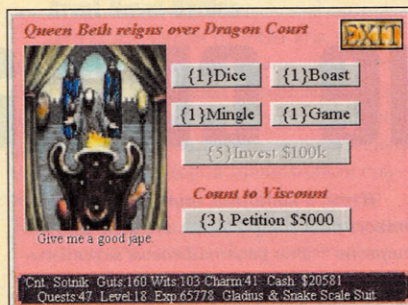 Queen Beth reigns over Dragon Court
EXIT
{1}Dice
{1}Boast
{1}Mingle
{1}Game
{5}Invest $100k
Count to Viscount
{3} Petition $5000
Give me a good jape.
Cnt. Sotnik Guts:160 Wits:103 Charm:41 Cash $20581
Quests:47 Level:18 Exp:65778 Gladius & Snake Scale Suit